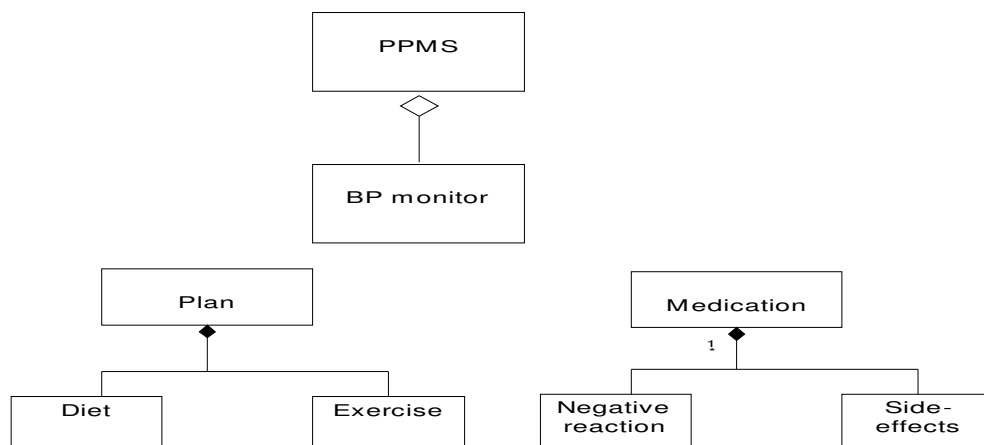 PPMS
BP monitor
Plan
Medication
1
Diet
Exercise
Negative
reaction
Side-
effects